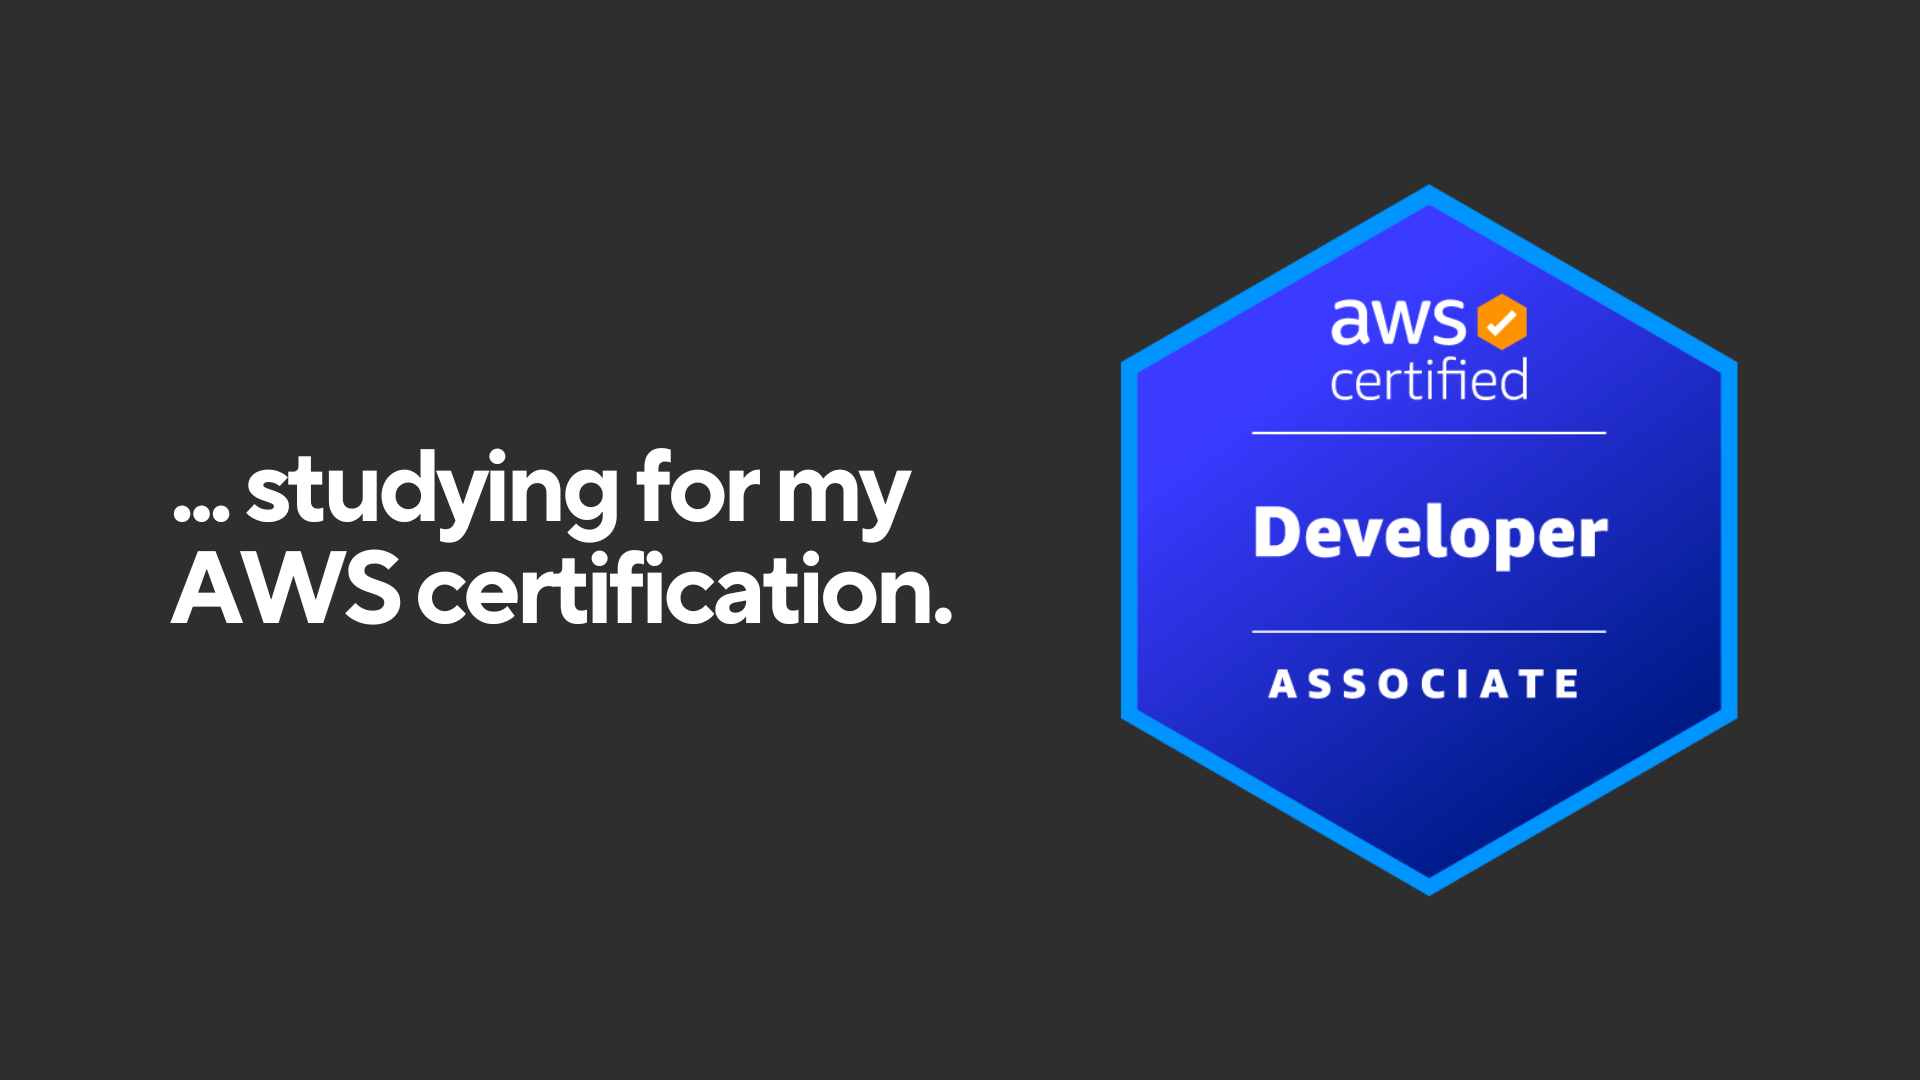 ... studying for my
AWS certification.
aws
certified
Developer
ASSOCIATE